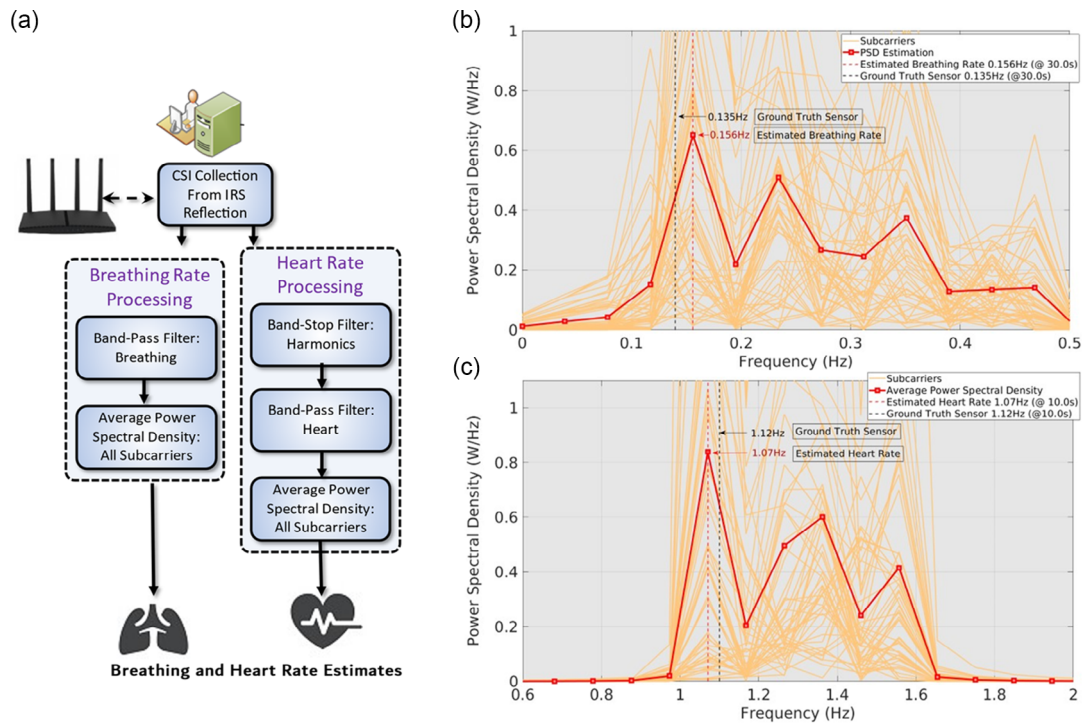 (a)
CSI Collection
From IRS
Reflection
Breathing Rate
Processing
Band-Pass Filter:
Breathing
Average Power
Spectral Density:
All Subcarriers
Heart Rate
Processing
Band-Stop Filter:
Harmonics
Band-Pass Filter:
Heart
Average Power
Spectral Density:
All Subcarriers
Breathing and Heart Rate Estimates
(b)
Power Spectral Density (W/Hz)
1
0.8
0.6
0.4
0.2
0
Subcarriers
PSD Estimation
Estimated Breathing Rate 0.156Hz (@ 30.0s)
Ground Truth Sensor 0.135Hz (@30.0s)
0.135Hz Ground Truth Sensor
0.156Hz Estimated Breathing Rate
0 0.1 0.2 0.3 0.4 0.5
Frequency (Hz)
(c)
Power Spectral Density (W/Hz)
1
0.8
0.6
0.4
0.2
0
Subcarriers
Average Power Spectral Density
Estimated Heart Rate 1.07Hz (@ 10.0s)
Ground Truth Sensor 1.12Hz (@10.0s)
1.12Hz Ground Truth Sensor
1.07Hz Estimated Heart Rate
0.6 0.8 1 1.2 1.4 1.6 1.8 2
Frequency (Hz)